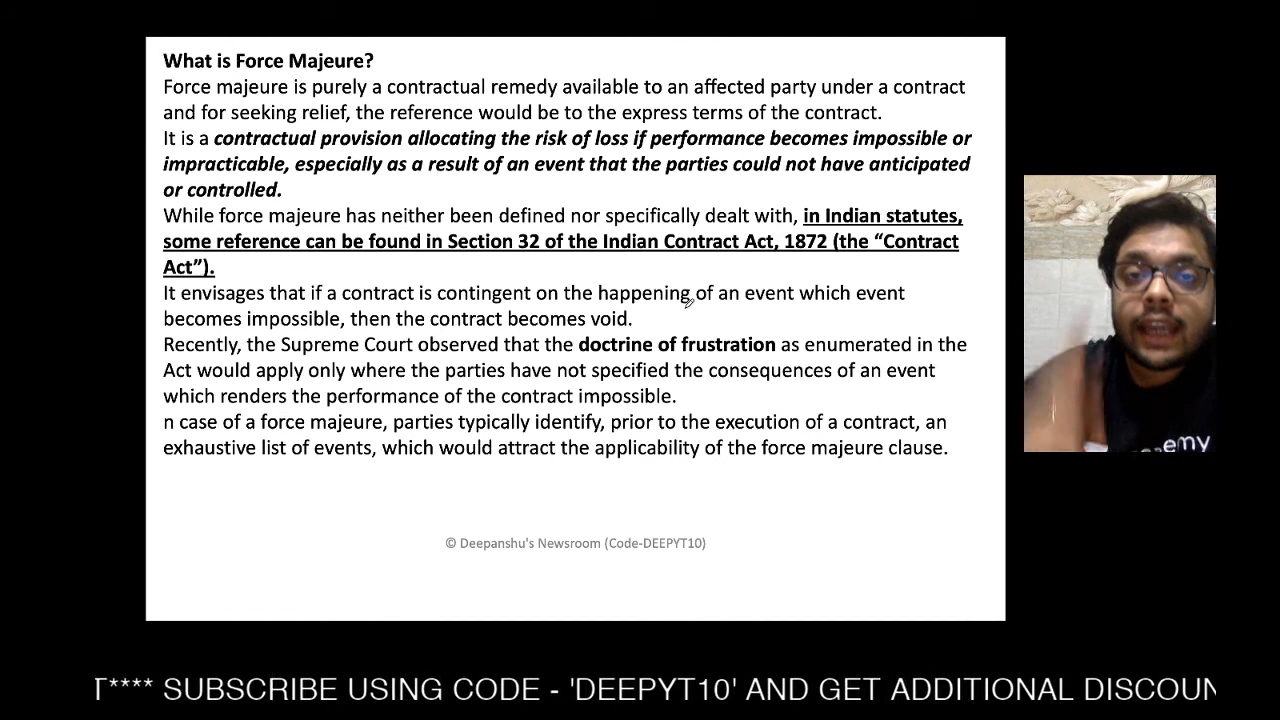 What is Force Majeure?
Force majeure is purely a contractual remedy available to an affected party under a contract
and for seeking relief, the reference would be to the express terms of the contract.
It is a contractual provision allocating the risk of loss if performance becomes impossible or
impracticable, especially as a result of an event that the parties could not have anticipated
or controlled.
While force majeure has neither been defined nor specifically dealt with, in Indian statutes,
some reference can be found in Section 32 of the Indian Contract Act, 1872 (the “Contract
Act”).
It envisages that if a contract is contingent on the happening of an event which event
becomes impossible, then the contract becomes void.
Recently, the Supreme Court observed that the doctrine of frustration as enumerated in the
Act would apply only where the parties have not specified the consequences of an event
which renders the performance of the contract impossible.
n case of a force majeure, parties typically identify, prior to the execution of a contract, an
exhaustive list of events, which would attract the applicability of the force majeure clause.
© Deepanshu's Newsroom (Code-DEEPYT10)
T**** SUBSCRIBE USING CODE - 'DEEPYT10' AND GET ADDITIONAL DISCOUN